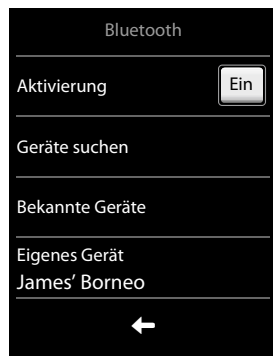 Bluetooth
Aktivierung
Ein
Geräte suchen
Bekannte Geräte
Eigenes Gerät
James’ Borneo